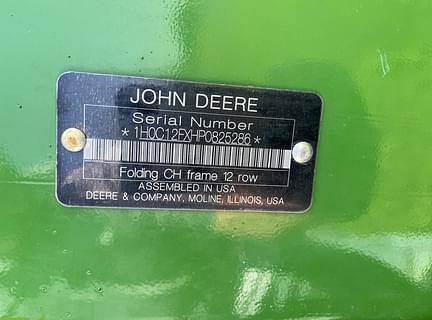 JOHN DEERE
Serial Number
*1H0C12FXHP0825286*
Folding CH frame 12 row
ASSEMBLED IN USA
DEERE & COMPANY, MOLINE, ILLINOIS, USA